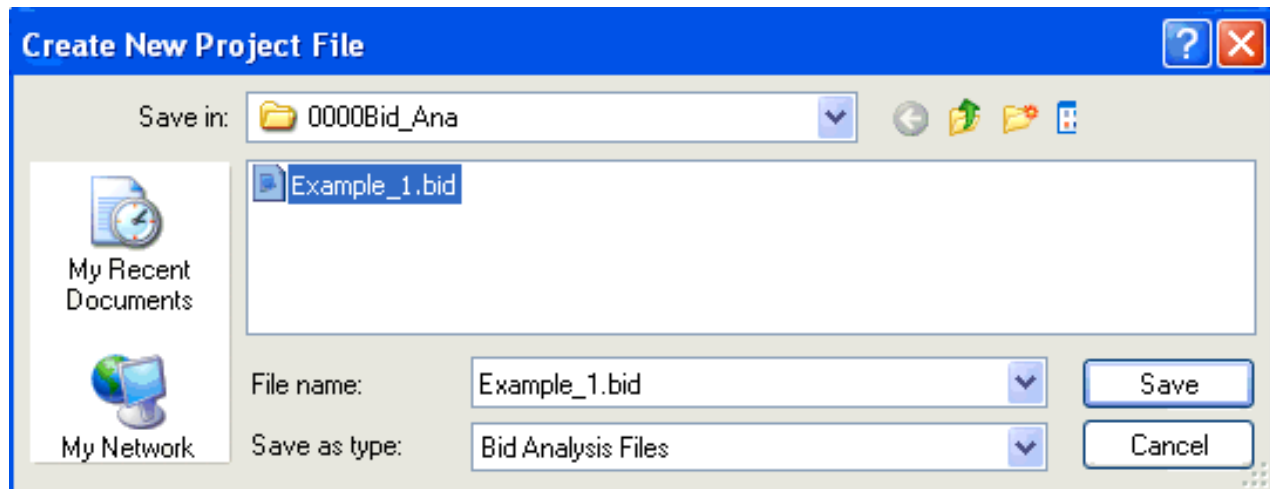 Create New Project File
Save in: 0000Bid_Ana
Example_1.bid
My Recent
Documents
My Network
File name: Example_1.bid Save
Save as type: Bid Analysis Files Cancel